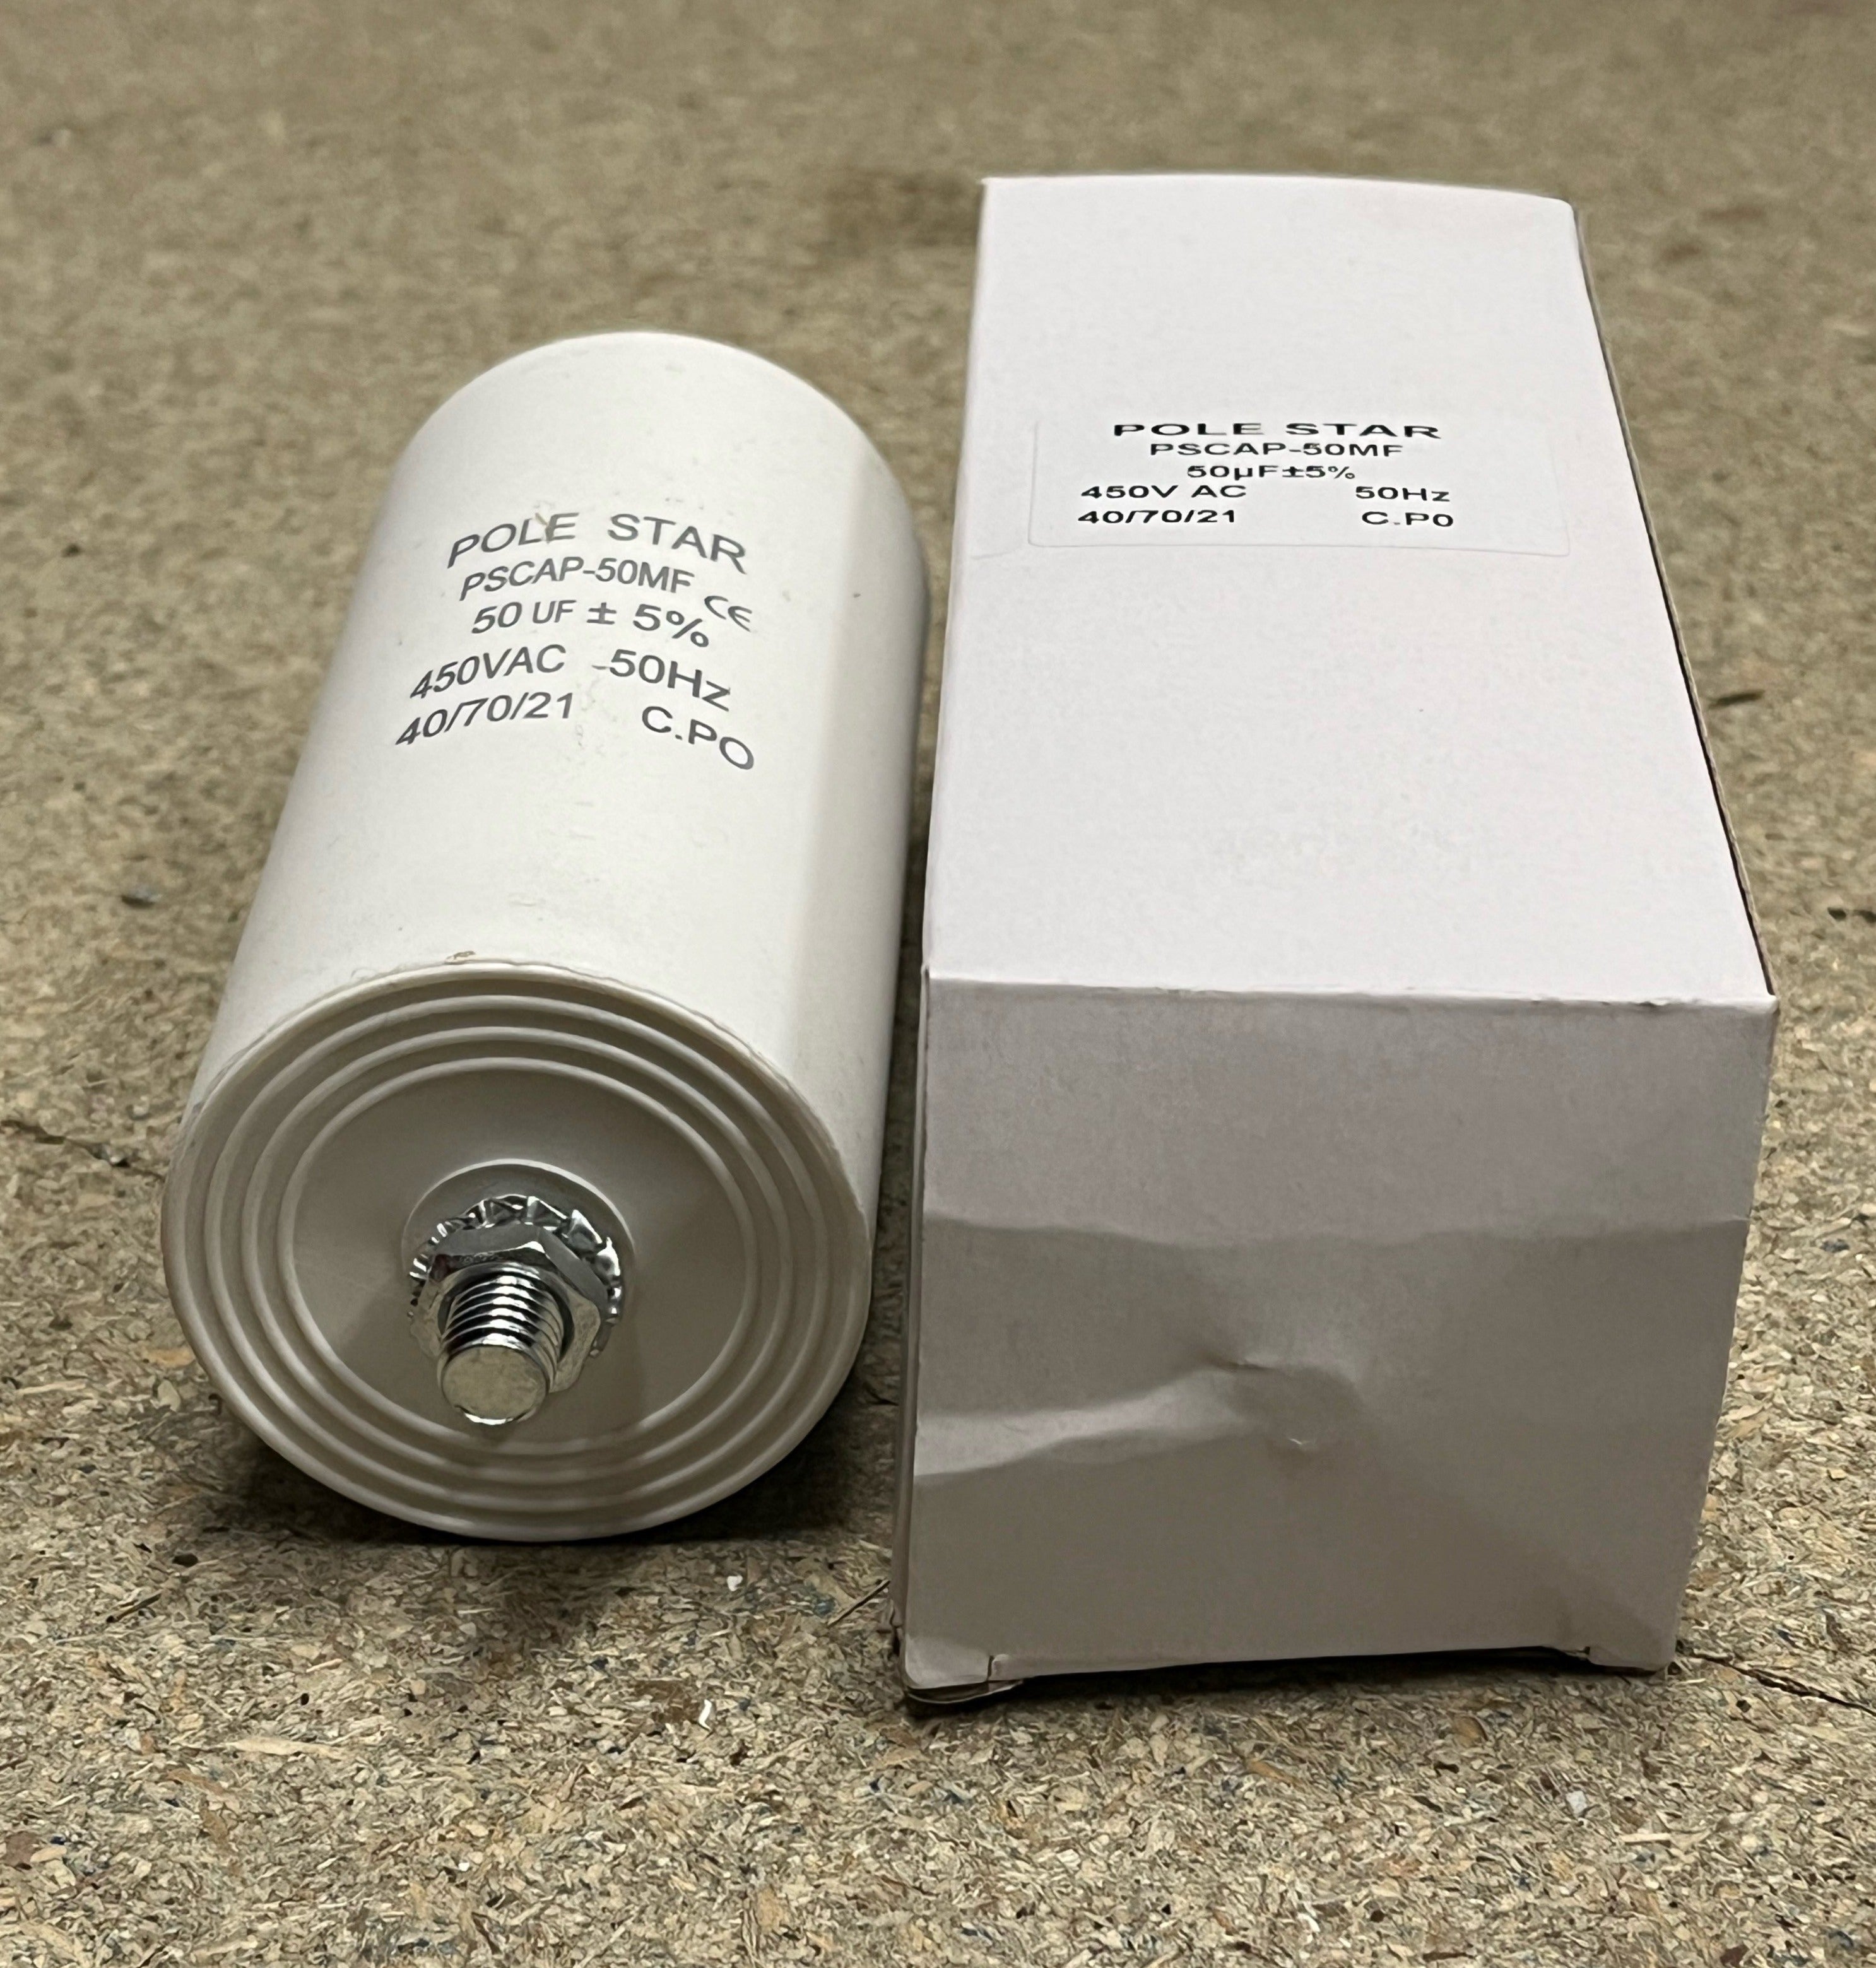 POLE STAR
PSCAP-50MF
50 UF ± 5% CE
450VAC -50Hz
40/70/21 C.PO
POLE STAR
PSCAP-50MF
50µF±5%
450V AC 50Hz
40/70/21 C.P0